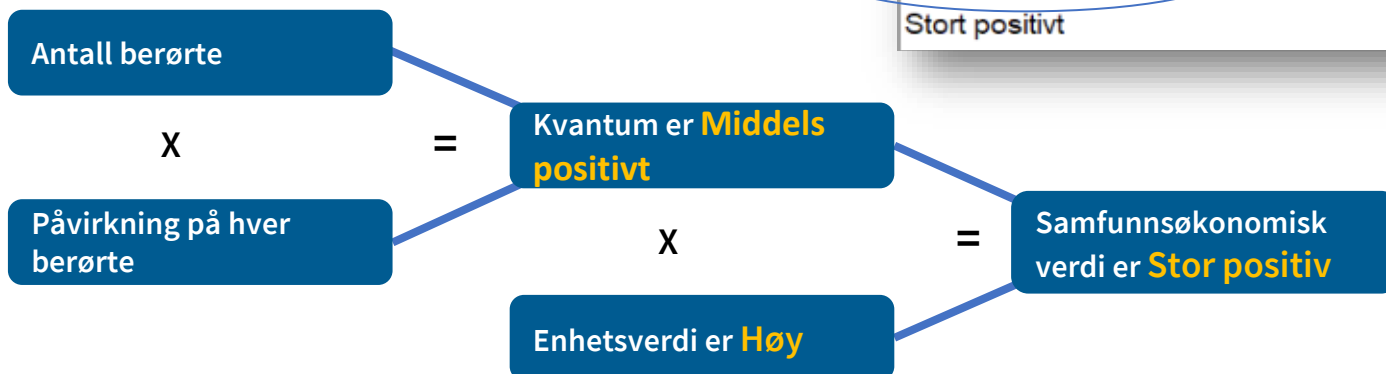 Stort positivt
Antall berørte
X
=
Kvantum er Middels
positivt
Påvirkning på hver
berørte
X
=
Samfunnsøkonomisk
verdi er Stor positiv
Enhetsverdi er Høy